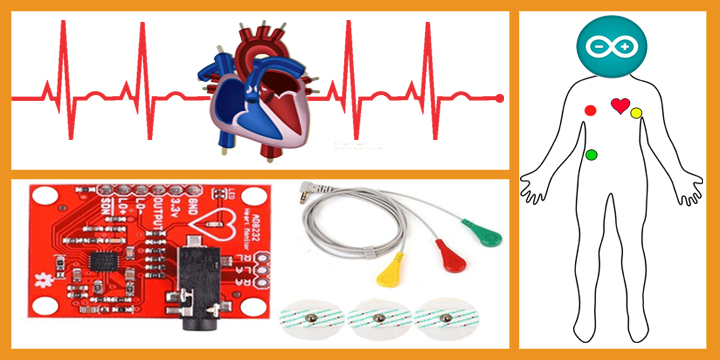 SDN
LO+
LO-
OUTPUT
3.3v
GND
AD8232
Heart Monitor